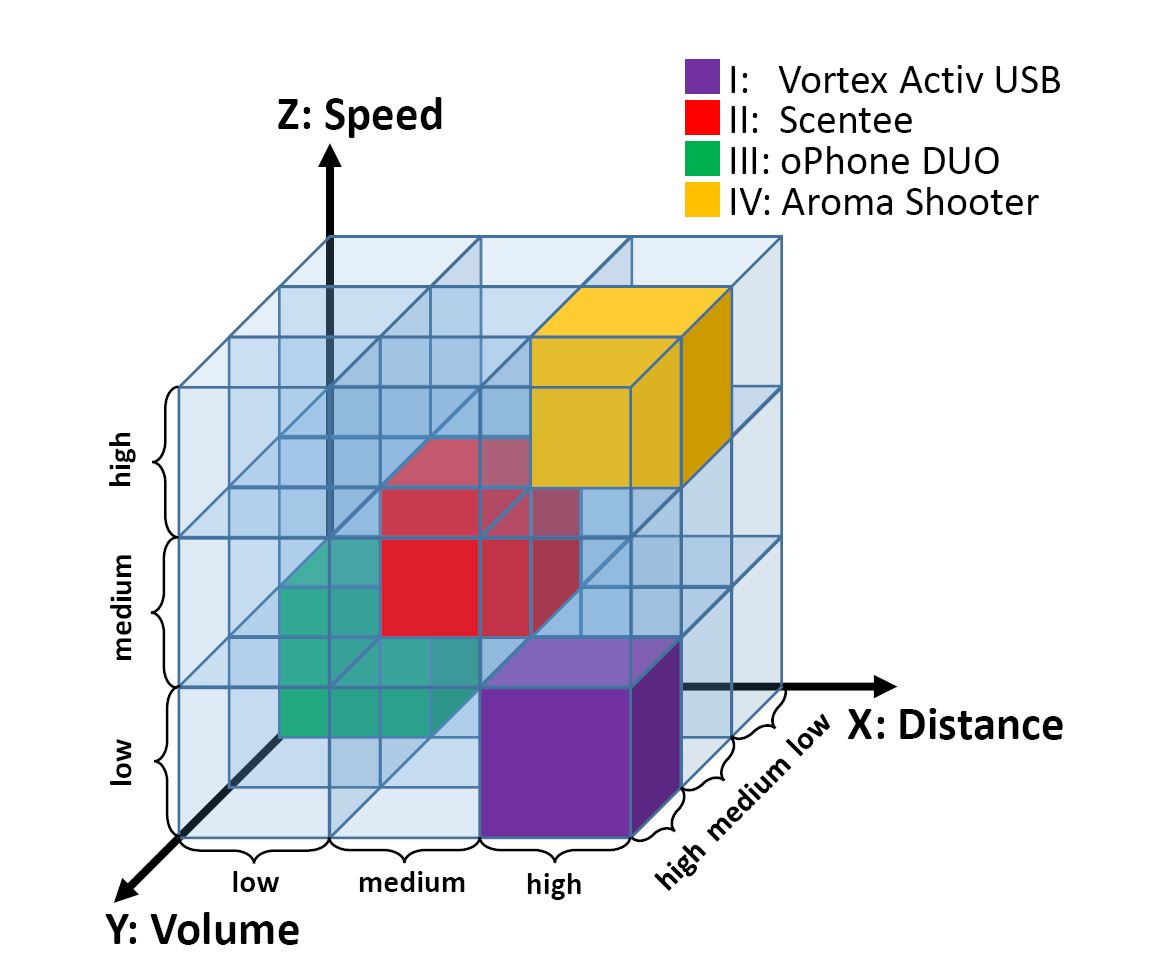 I: Vortex Activ USB
II: Scentee
III: oPhone DUO
IV: Aroma Shooter
Z: Speed
high
medium
low
low
medium
high
high medium low
X: Distance
Y: Volume